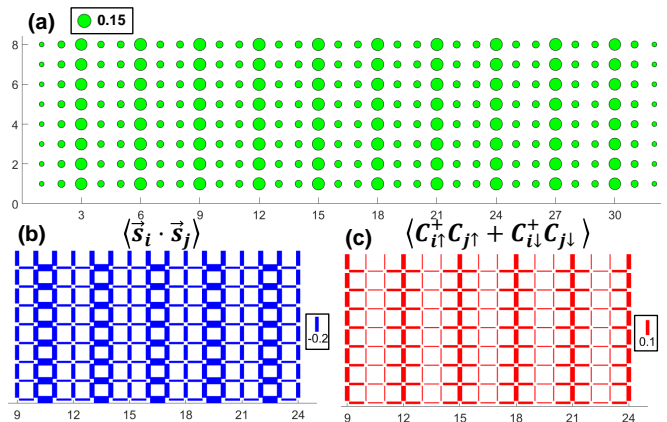 (a)
0.15
8
6
4
2
0
3 6 9 12 15 18 21 24 27 30
(b) ⟨s⃗ᵢ · s⃗ⱼ⟩
(c) ⟨C⁺ᵢ↑Cⱼ↑ + C⁺ᵢ↓Cⱼ↓⟩
-0.2
0.1
9 12 15 18 21 24
9 12 15 18 21 24